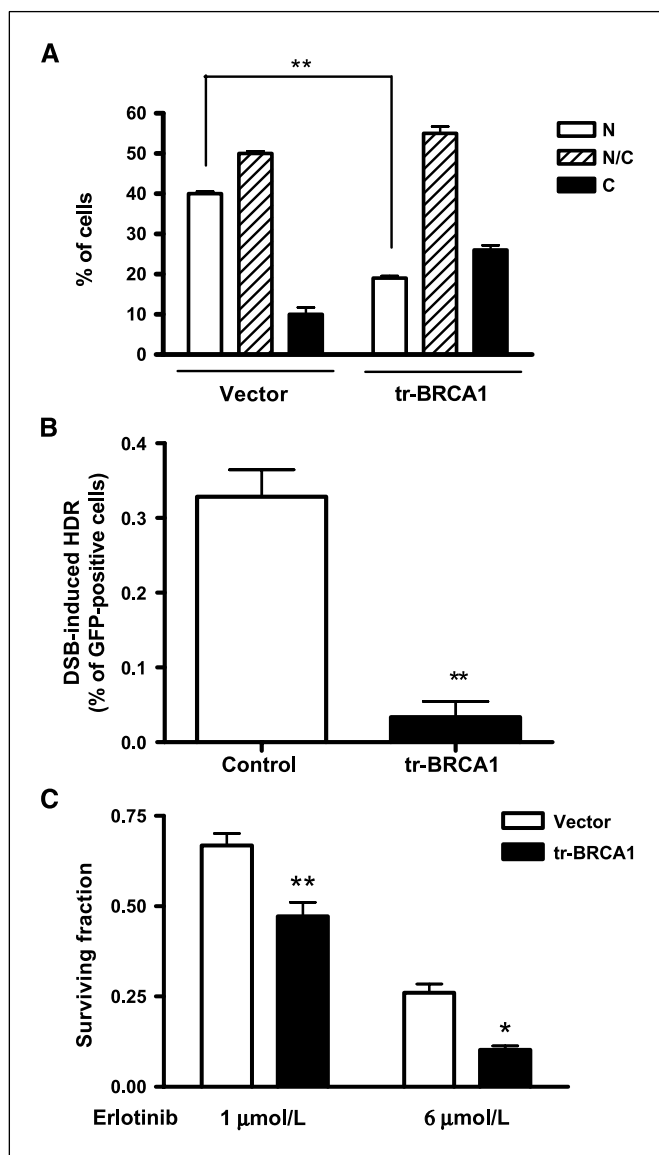 A
**
60
50
40
30
20
10
0
% of cells
N
N/C
C
Vector
tr-BRCA1
B
0.4
0.3
0.2
0.1
0.0
DSB-induced HDR
(% of GFP-positive cells)
**
Control
tr-BRCA1
C
0.75
0.50
0.25
0.00
Surviving fraction
Vector
tr-BRCA1
**
*
Erlotinib 1 μmol/L 6 μmol/L